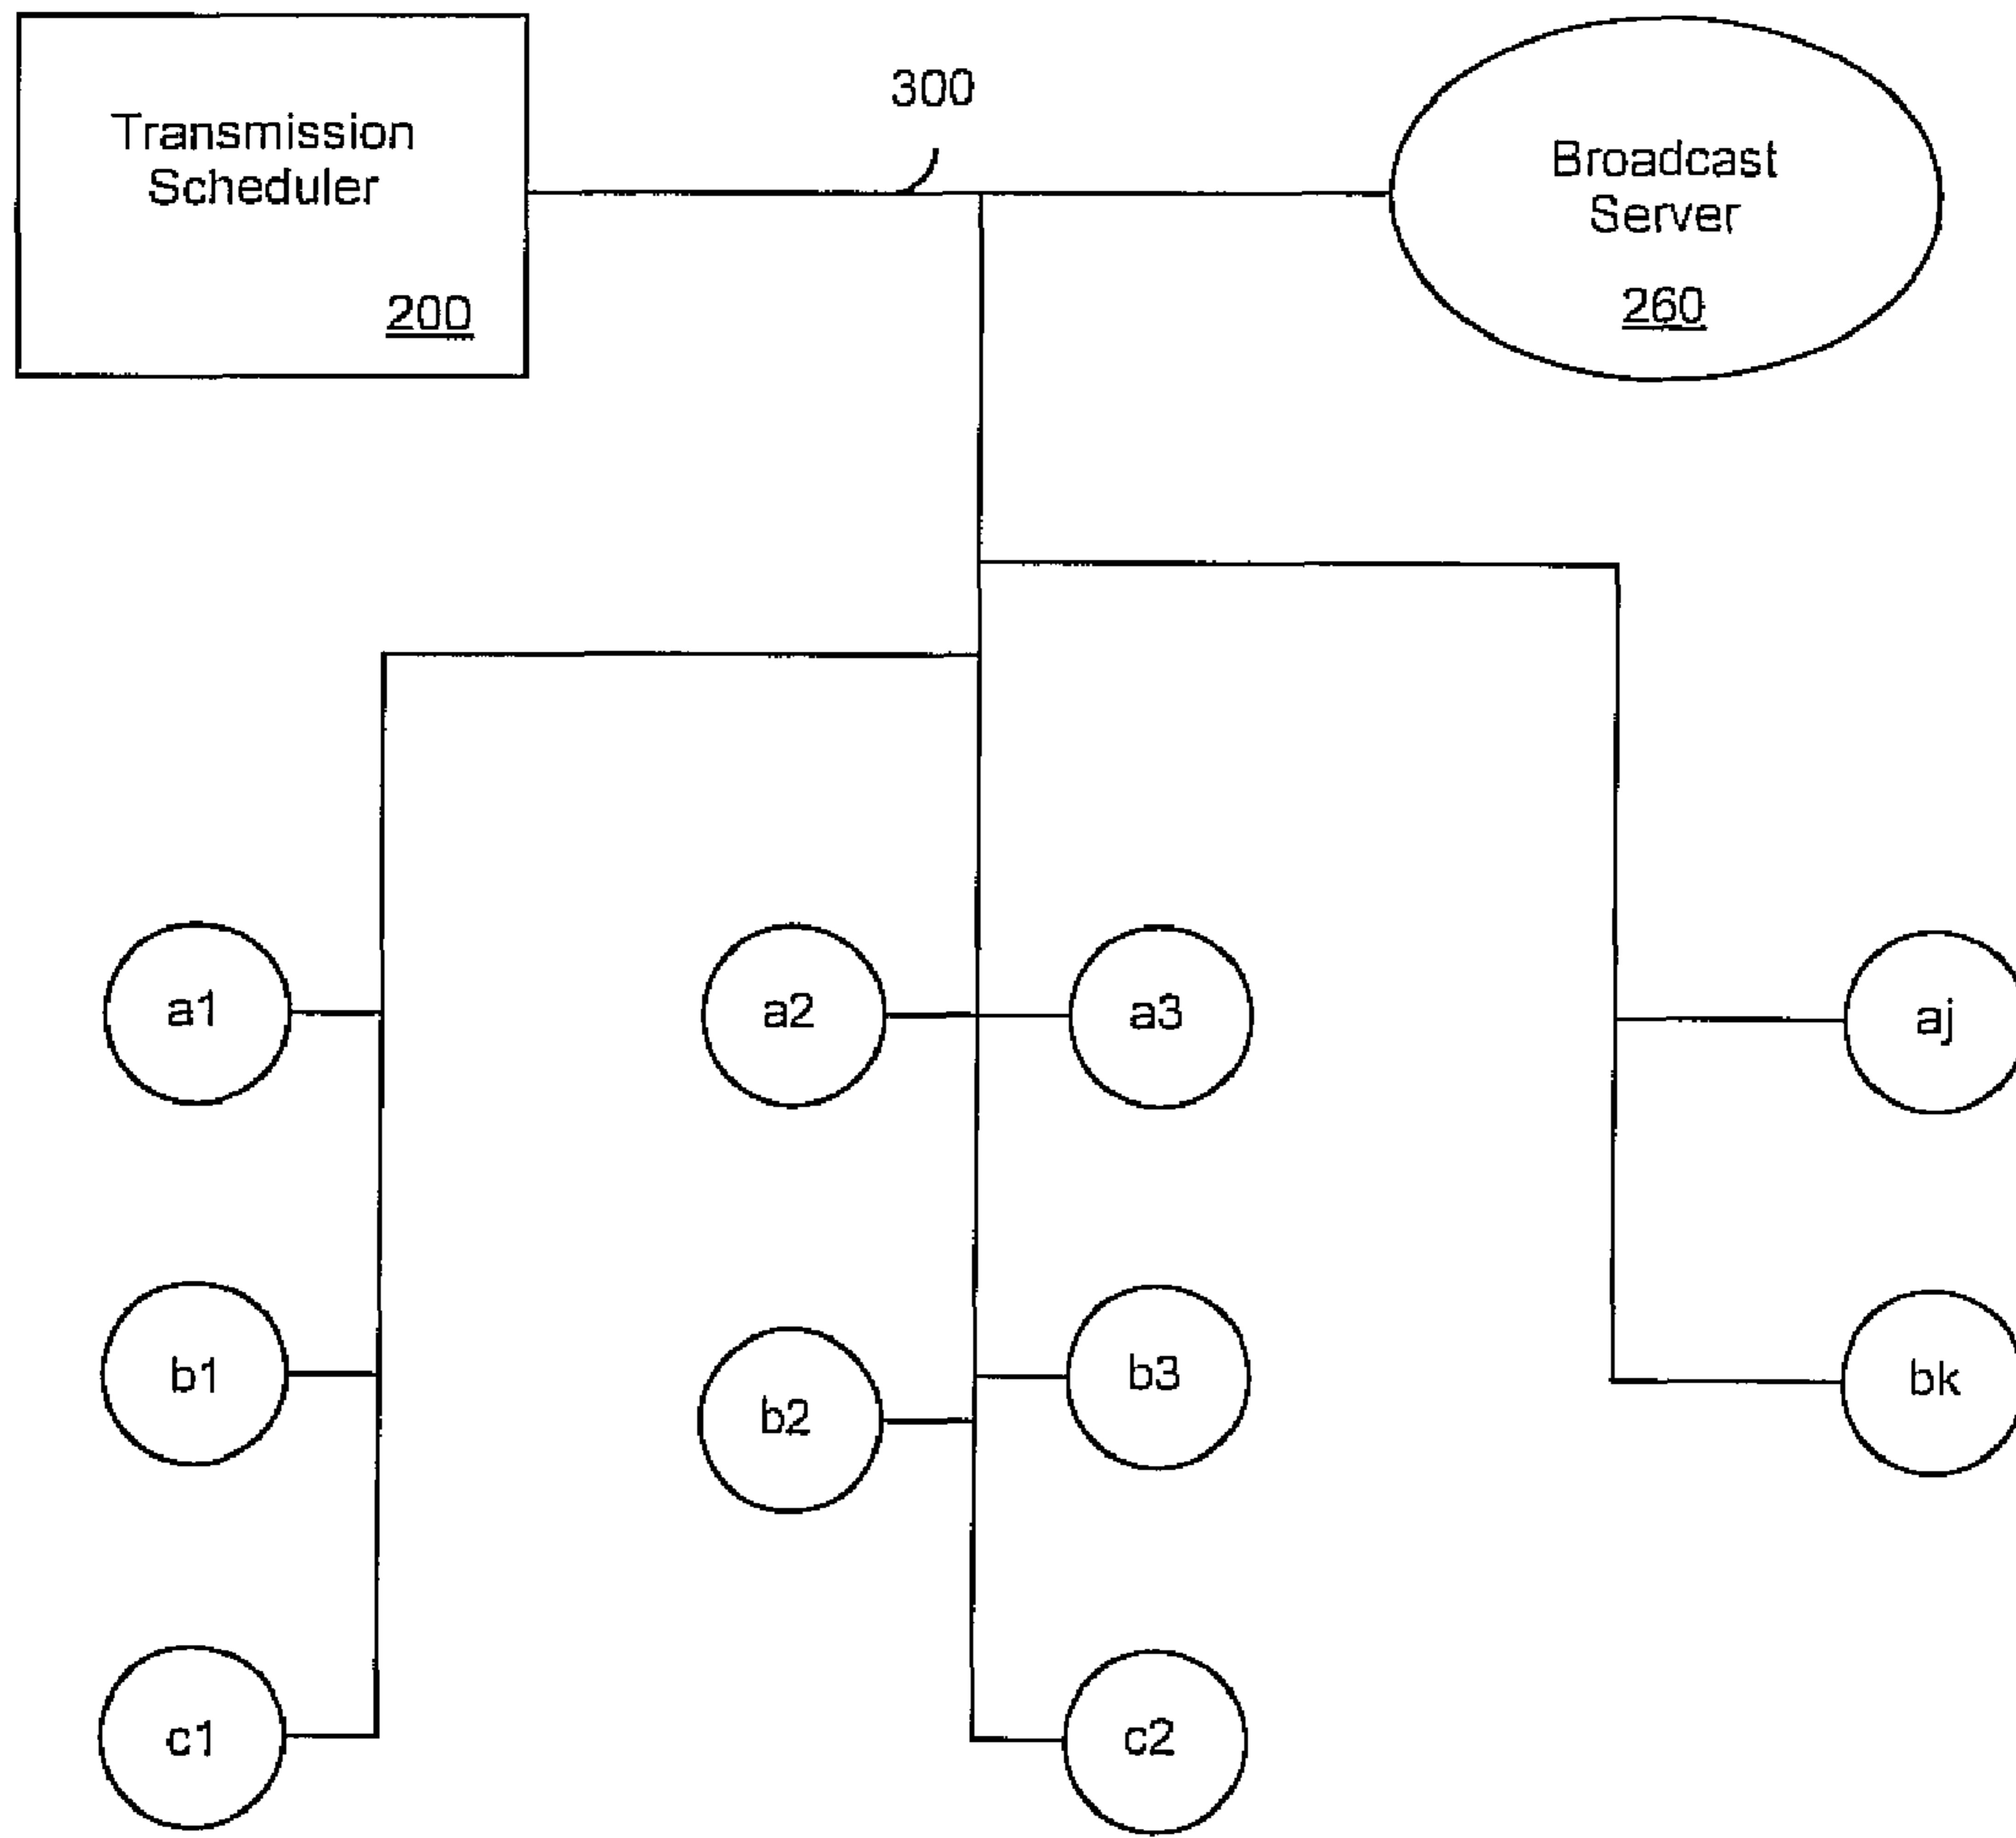 Transmission
Scheduler
200
300
Broadcast
Server
260
a1
a2
a3
aj
b1
b2
b3
bk
c1
c2